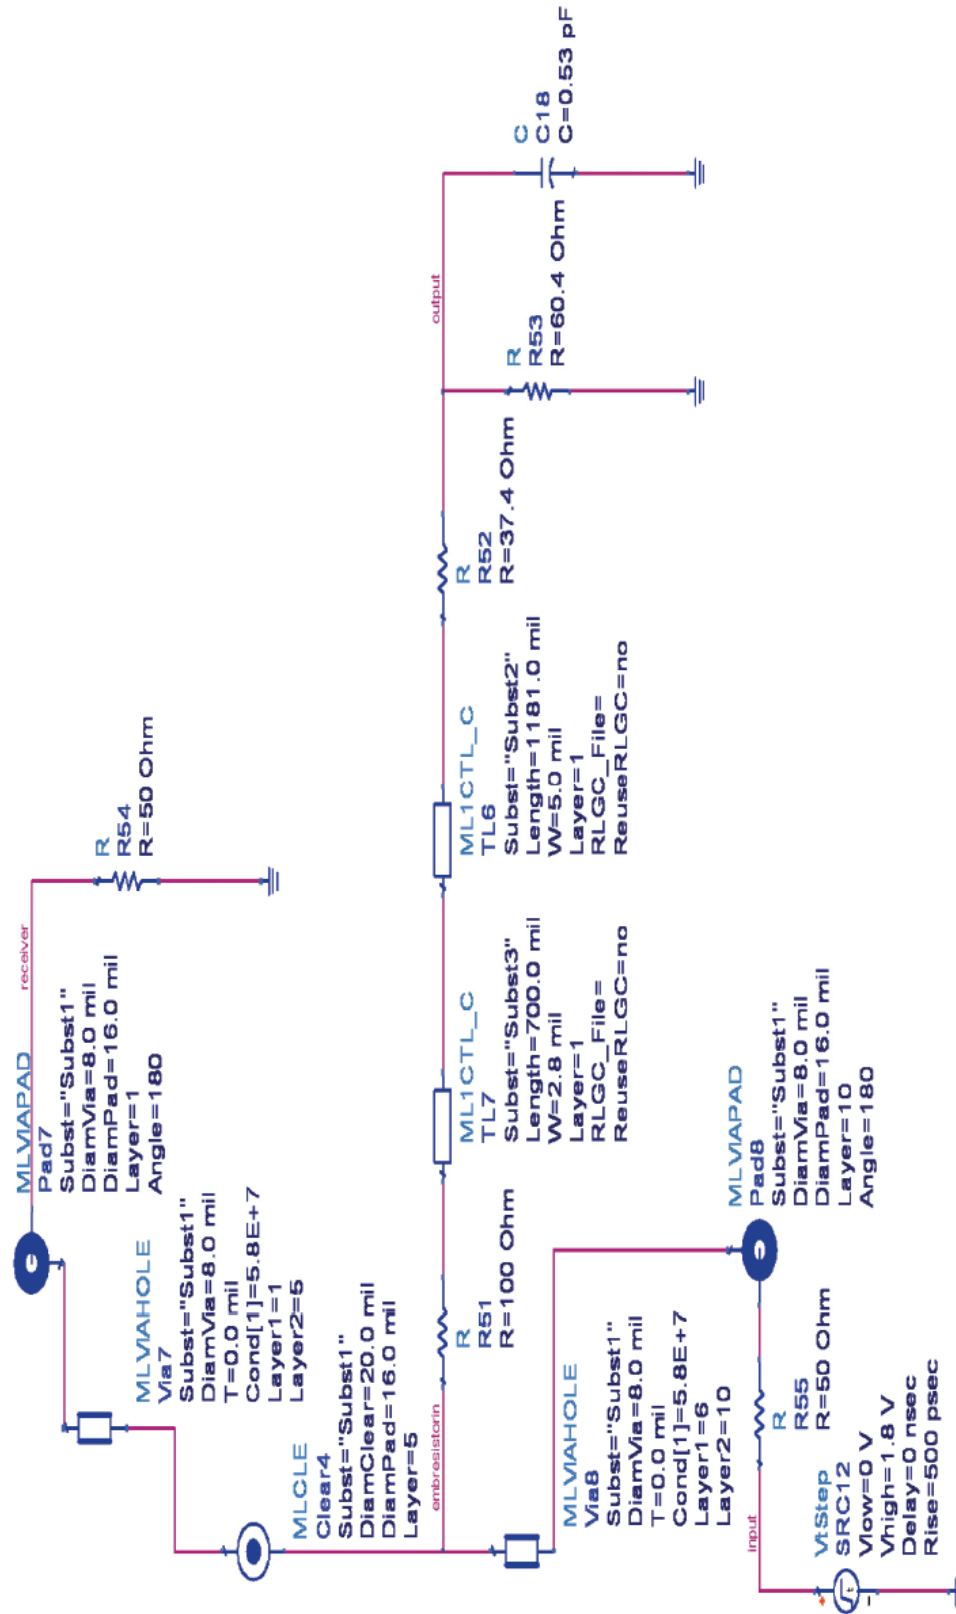 MLVIAPAD
Pad7
Subst="Subst1"
DiamVia=8.0 mil
DiamPad=16.0 mil
Layer=1
Angle=180
receiver
R
R54
R=50 Ohm
MLVIAHOLE
Via7
Subst="Subst1"
DiamVia=8.0 mil
T=0.0 mil
Cond[1]=5.8E+7
Layer1=1
Layer2=5
MLCLE
Clear4
Subst="Subst1"
DiamClear=20.0 mil
DiamPad=16.0 mil
Layer=5
embresistorin
R
R51
R=100 Ohm
ML1CTL_C
TL7
Subst="Subst3"
Length=700.0 mil
W=2.8 mil
Layer=1
RLGC_File=
ReuseRLGC=no
ML1CTL_C
TL6
Subst="Subst2"
Length=1181.0 mil
W=5.0 mil
Layer=1
RLGC_File=
ReuseRLGC=no
R
R52
R=37.4 Ohm
output
R
R53
R=60.4 Ohm
C
C18
C=0.53 pF
MLVIAHOLE
Via8
Subst="Subst1"
DiamVia=8.0 mil
T=0.0 mil
Cond[1]=5.8E+7
Layer1=6
Layer2=10
MLVIAPAD
Pad8
Subst="Subst1"
DiamVia=8.0 mil
DiamPad=16.0 mil
Layer=10
Angle=180
input
VtStep
SRC12
Vlow=0 V
Vhigh=1.8 V
Delay=0 nsec
Rise=500 psec
R
R55
R=50 Ohm